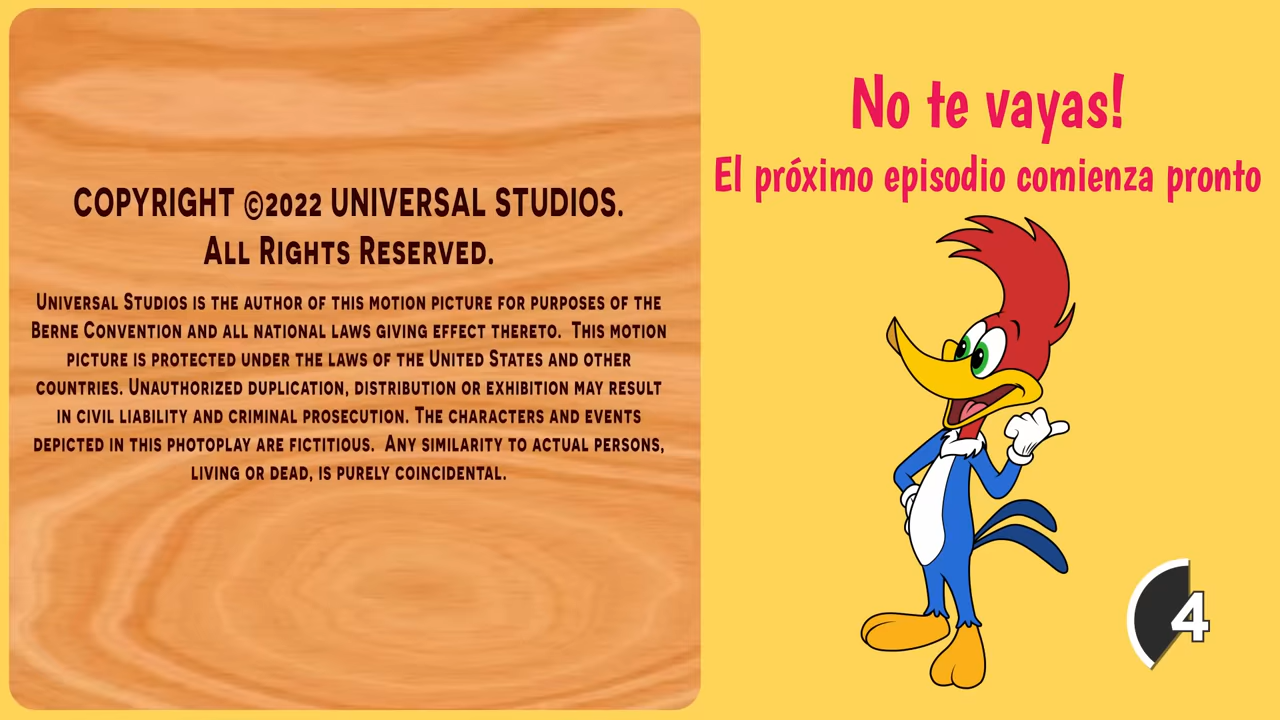 COPYRIGHT ©2022 UNIVERSAL STUDIOS.
ALL RIGHTS RESERVED.
UNIVERSAL STUDIOS IS THE AUTHOR OF THIS MOTION PICTURE FOR PURPOSES OF THE
BERNE CONVENTION AND ALL NATIONAL LAWS GIVING EFFECT THERETO. THIS MOTION
PICTURE IS PROTECTED UNDER THE LAWS OF THE UNITED STATES AND OTHER
COUNTRIES. UNAUTHORIZED DUPLICATION, DISTRIBUTION OR EXHIBITION MAY RESULT
IN CIVIL LIABILITY AND CRIMINAL PROSECUTION. THE CHARACTERS AND EVENTS
DEPICTED IN THIS PHOTOPLAY ARE FICTITIOUS. ANY SIMILARITY TO ACTUAL PERSONS,
LIVING OR DEAD, IS PURELY COINCIDENTAL.
No te vayas!
El próximo episodio comienza pronto
4